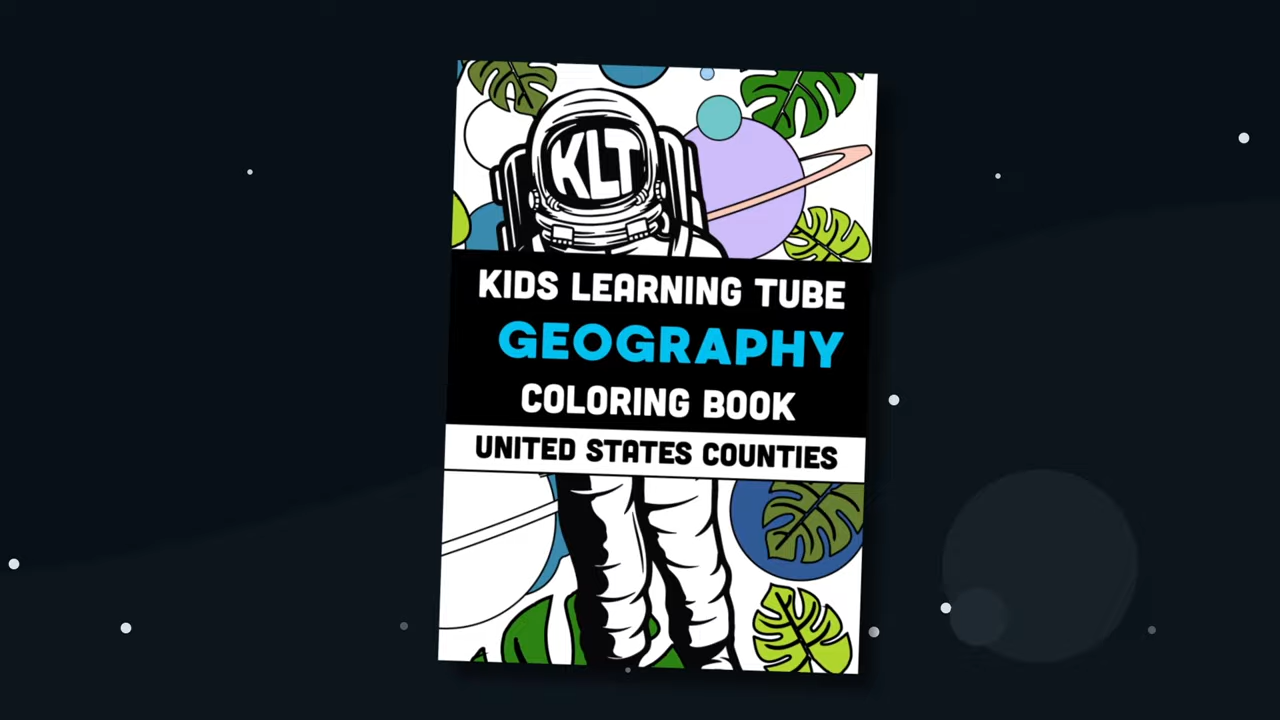 KLT
KIDS LEARNING TUBE
GEOGRAPHY
COLORING BOOK
UNITED STATES COUNTIES